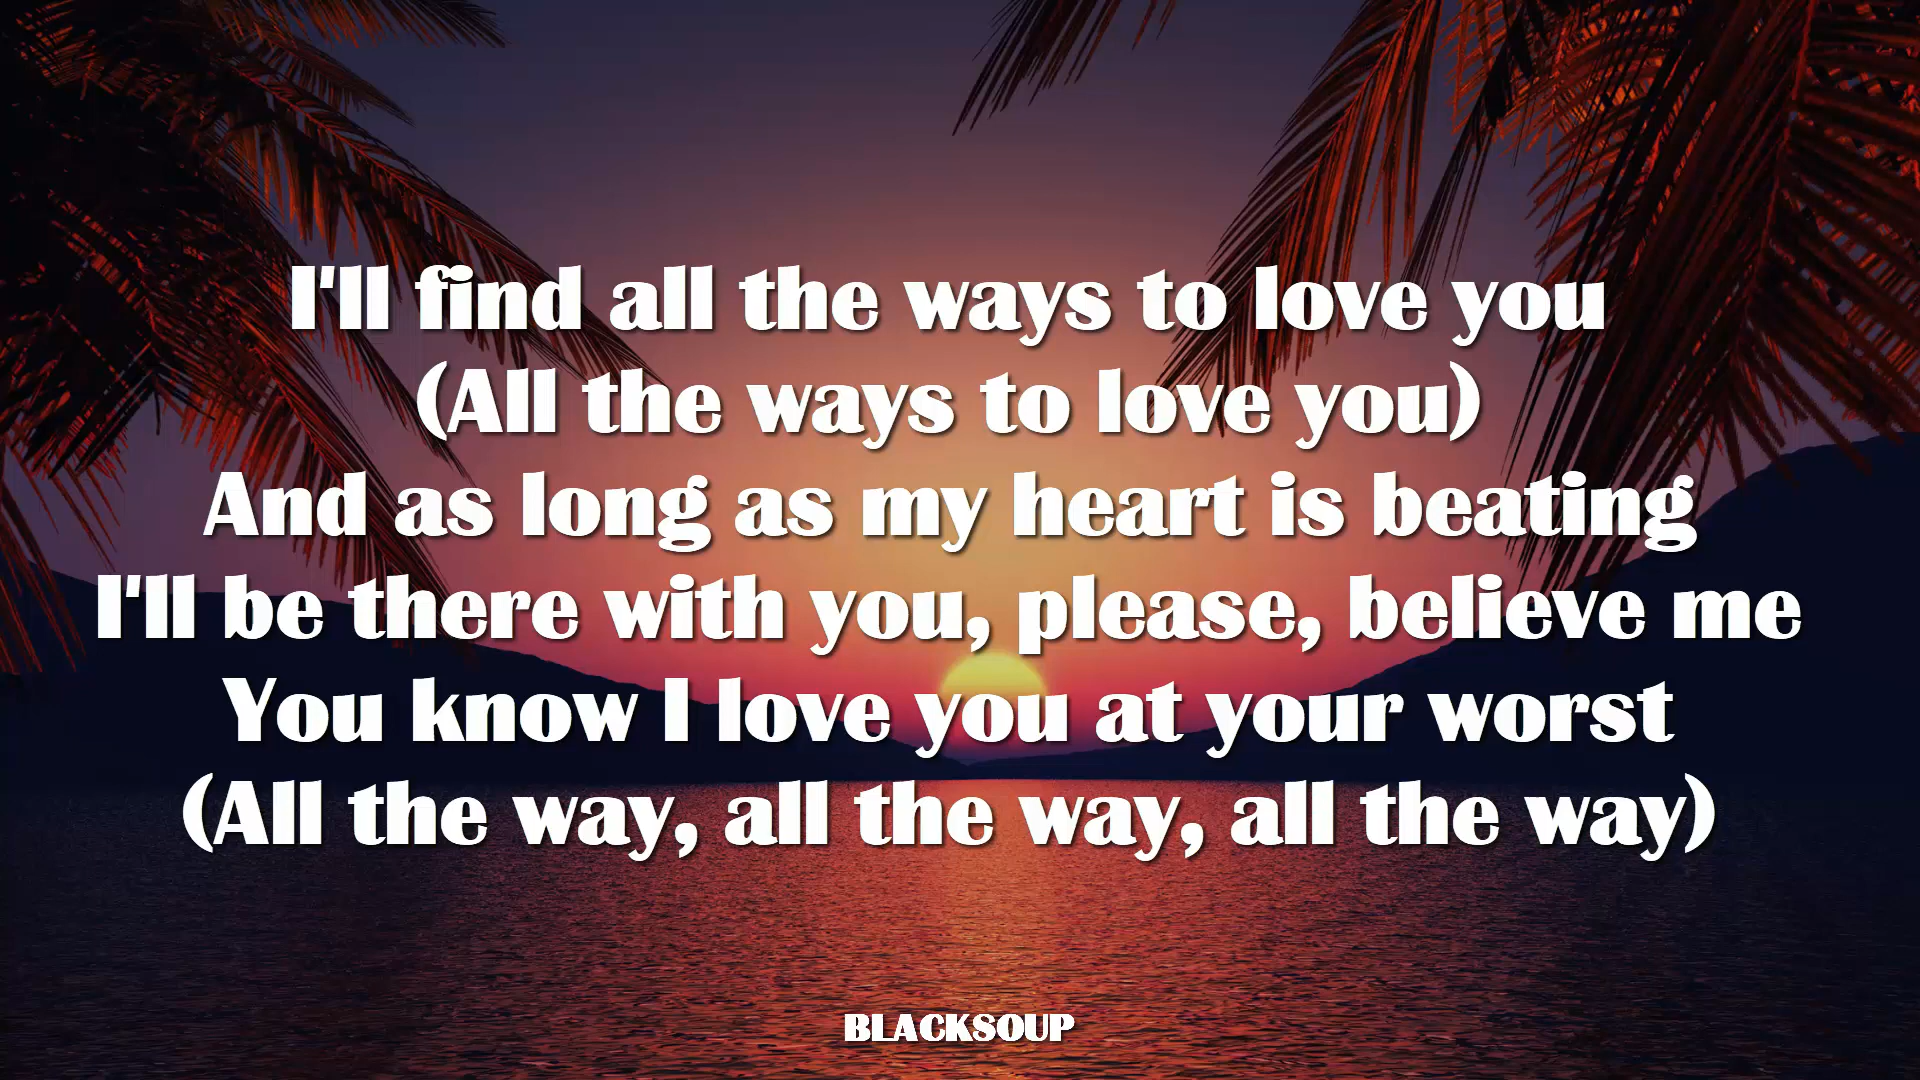 I'll find all the ways to love you
(All the ways to love you)
And as long as my heart is beating
I'll be there with you, please, believe me
You know I love you at your worst
(All the way, all the way, all the way)
BLACKSOUP